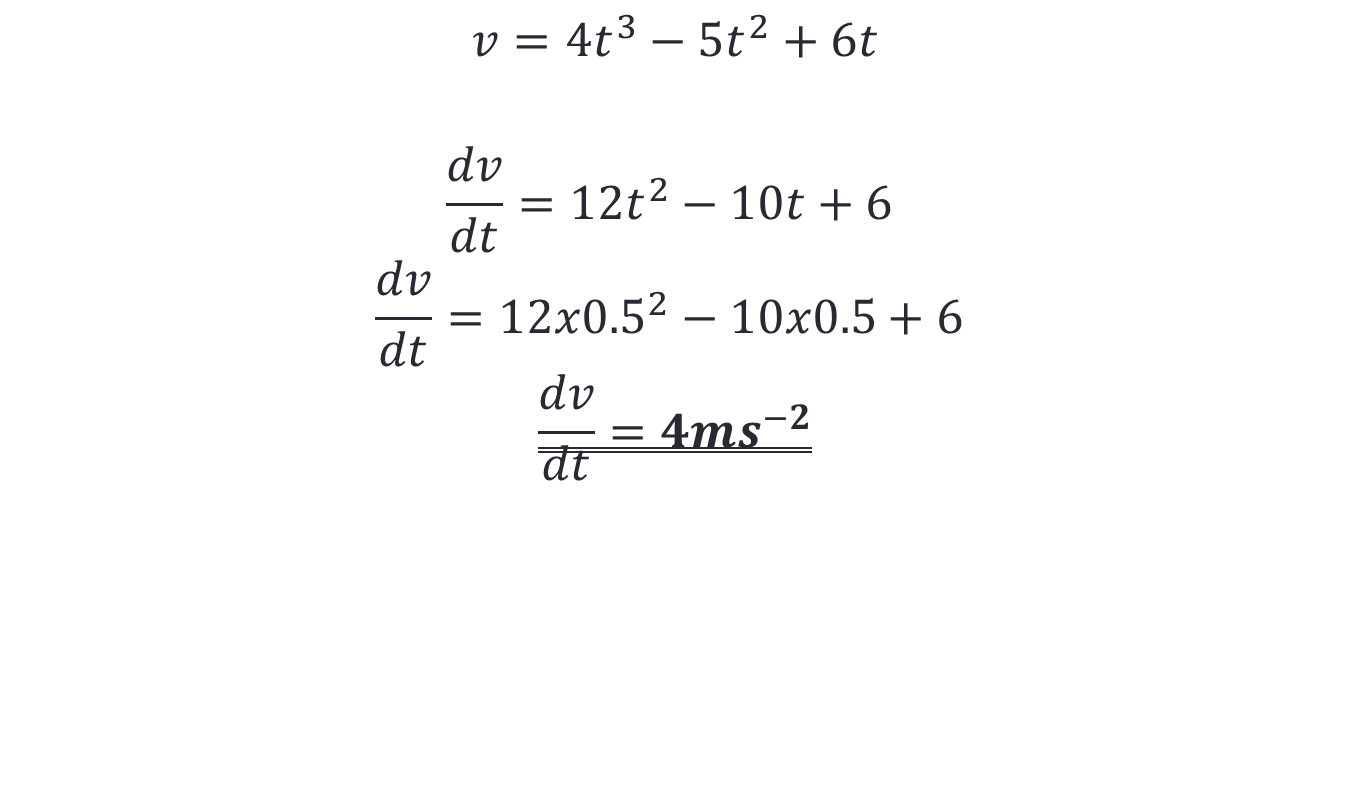 v = 4t³ − 5t² + 6t
dv/dt = 12t² − 10t + 6
dv/dt = 12x0.5² − 10x0.5 + 6
dv/dt = 4ms⁻²